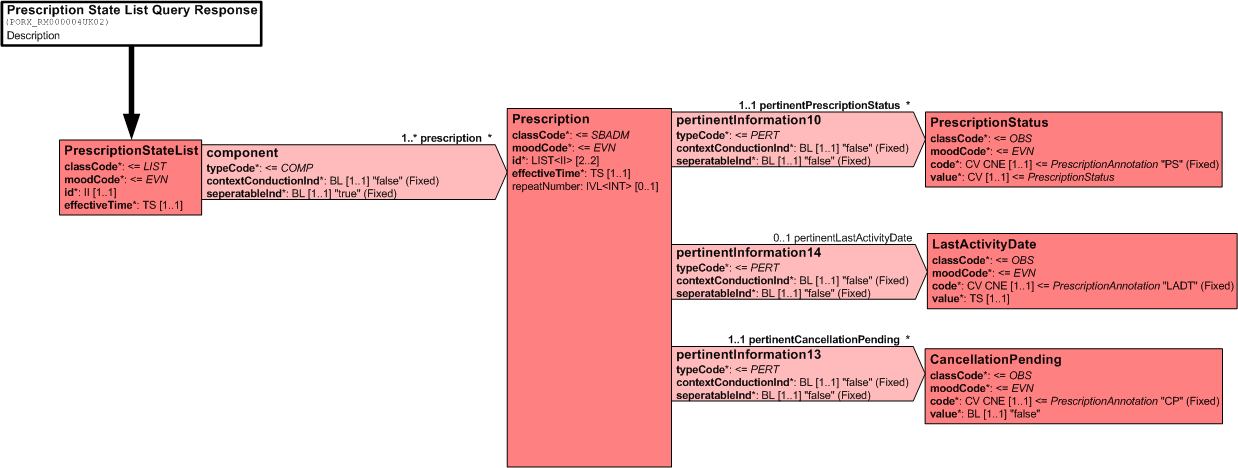 Prescription State List Query Response
(PORX_RM000004UK02)
Description
PrescriptionStateList
classCode*: <= LIST
moodCode*: <= EVN
id*: II [1..1]
effectiveTime*: TS [1..1]
1..* prescription *
component
typeCode*: <= COMP
contextConductionInd*: BL [1..1] "false" (Fixed)
seperatableInd*: BL [1..1] "true" (Fixed)
Prescription
classCode*: <= SBADM
moodCode*: <= EVN
id*: LIST<II> [2..2]
effectiveTime*: TS [1..1]
repeatNumber: IVL<INT> [0..1]
1..1 pertinentPrescriptionStatus *
pertinentInformation10
typeCode*: <= PERT
contextConductionInd*: BL [1..1] "false" (Fixed)
seperatableInd*: BL [1..1] "false" (Fixed)
PrescriptionStatus
classCode*: <= OBS
moodCode*: <= EVN
code*: CV CNE [1..1] <= PrescriptionAnnotation "PS" (Fixed)
value*: CV [1..1] <= PrescriptionStatus
0..1 pertinentLastActivityDate
pertinentInformation14
typeCode*: <= PERT
contextConductionInd*: BL [1..1] "false" (Fixed)
seperatableInd*: BL [1..1] "false" (Fixed)
LastActivityDate
classCode*: <= OBS
moodCode*: <= EVN
code*: CV CNE [1..1] <= PrescriptionAnnotation "LADT" (Fixed)
value*: TS [1..1]
1..1 pertinentCancellationPending *
pertinentInformation13
typeCode*: <= PERT
contextConductionInd*: BL [1..1] "false" (Fixed)
seperatableInd*: BL [1..1] "false" (Fixed)
CancellationPending
classCode*: <= OBS
moodCode*: <= EVN
code*: CV CNE [1..1] <= PrescriptionAnnotation "CP" (Fixed)
value*: BL [1..1] "false"